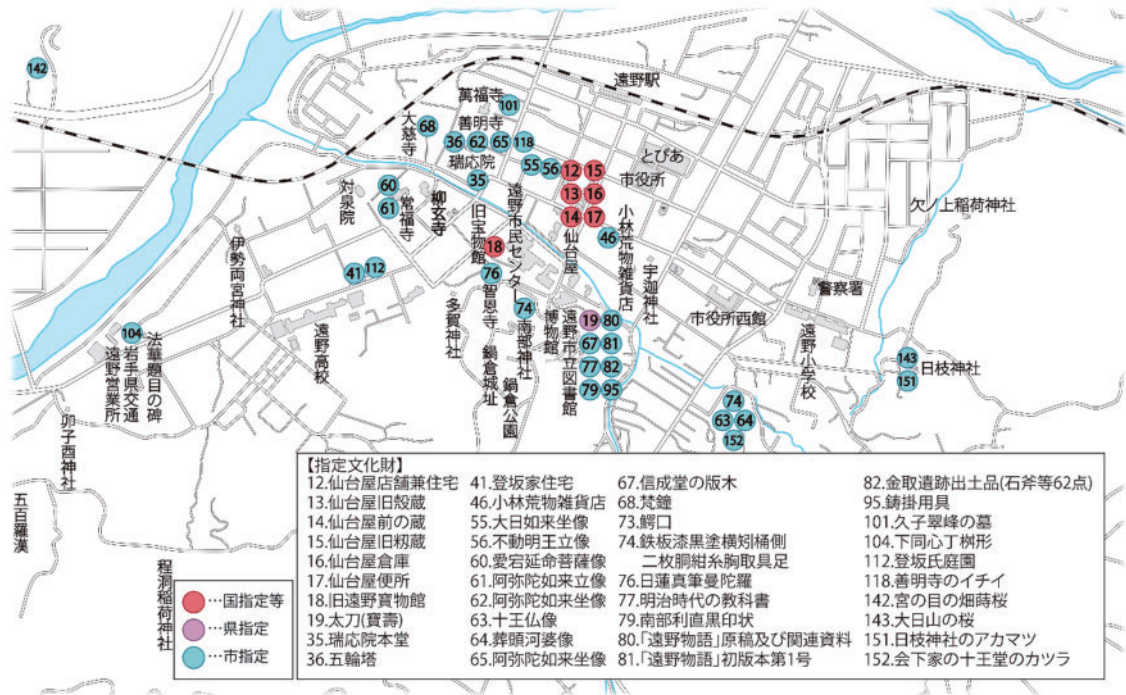 142
遠野駅
萬福寺
101
善明寺
大慈寺
68
36
62
65
118
とぴあ
55
56
12
15
市役所
瑞応院
35
13
16
14
17
60
61
対泉院
常福寺
柳玄寺
旧宝物館
18
遠野市民センター
仙台屋
46
小林荒物雑貨店
欠ノ上稲荷神社
伊勢両宮神社
41
112
76
智恩寺
多賀神社
74
南部神社
博物館
遠野市立図書館
19
80
67
81
77
82
79
95
宇迦神社
市役所西館
警察署
遠野小学校
143
日枝神社
151
104
法華題目の碑
岩手県交通
遠野営業所
遠野高校
鍋倉城址
鍋倉公園
74
63
64
152
卯子酉神社
五百羅漢
程洞稲荷神社
●…国指定等
●…県指定
●…市指定
【指定文化財】
12.仙台屋店舗兼住宅
13.仙台屋旧殻蔵
14.仙台屋前の蔵
15.仙台屋旧籾蔵
16.仙台屋倉庫
17.仙台屋便所
18.旧遠野寶物館
19.太刀(寶壽)
35.瑞応院本堂
36.五輪塔
41.登坂家住宅
46.小林荒物雑貨店
55.大日如来坐像
56.不動明王立像
60.愛宕延命菩薩像
61.阿弥陀如来立像
62.阿弥陀如来坐像
63.十王仏像
64.葬頭河婆像
65.阿弥陀如来坐像
67.信成堂の版木
68.梵鐘
73.鰐口
74.鉄板漆黒塗横矧桶側
二枚胴紺糸胸取具足
76.日蓮真筆曼陀羅
77.明治時代の教科書
79.南部利直黒印状
80.「遠野物語」原稿及び関連資料
81.「遠野物語」初版本第1号
82.金取遺跡出土品(石斧等62点)
95.鋳掛用具
101.久子翠峰の墓
104.下同心丁桝形
112.登坂氏庭園
118.善明寺のイチイ
142.宮の目の畑蒔桜
143.大日山の桜
151.日枝神社のアカマツ
152.会下家の十王堂のカツラ